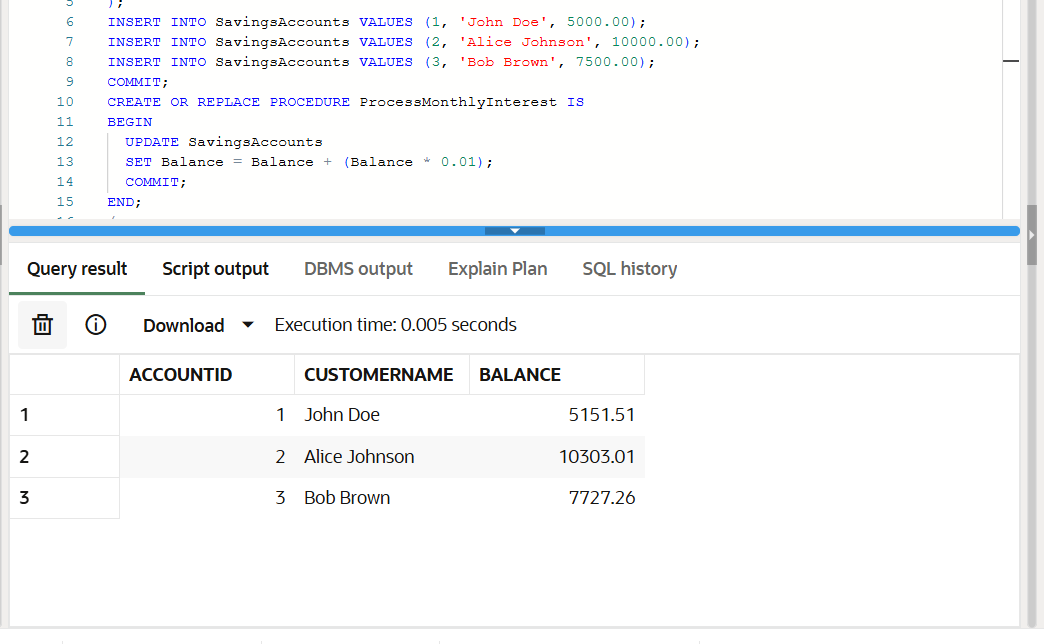 5 );
6 INSERT INTO SavingsAccounts VALUES (1, 'John Doe', 5000.00);
7 INSERT INTO SavingsAccounts VALUES (2, 'Alice Johnson', 10000.00);
8 INSERT INTO SavingsAccounts VALUES (3, 'Bob Brown', 7500.00);
9 COMMIT;
10 CREATE OR REPLACE PROCEDURE ProcessMonthlyInterest IS
11 BEGIN
12 UPDATE SavingsAccounts
13 SET Balance = Balance + (Balance * 0.01);
14 COMMIT;
15 END;
Query result Script output DBMS output Explain Plan SQL history
Download Execution time: 0.005 seconds
ACCOUNTID CUSTOMERNAME BALANCE
1 1 John Doe 5151.51
2 2 Alice Johnson 10303.01
3 3 Bob Brown 7727.26